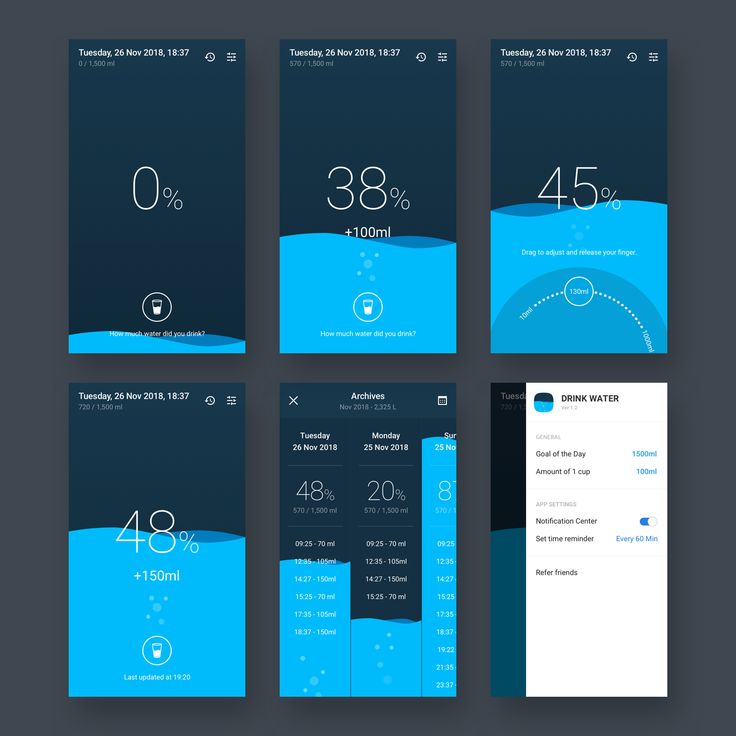 Tuesday, 26 Nov 2018, 18:37
0 / 1,500 ml
0%
How much water did you drink?
Tuesday, 26 Nov 2018, 18:37
570 / 1,500 ml
38%
+100ml
How much water did you drink?
Tuesday, 26 Nov 2018, 18:37
570 / 1,500 ml
45%
Drag to adjust and release your finger.
130ml
10ml
1000ml
Tuesday, 26 Nov 2018, 18:37
720 / 1,500 ml
48%
+150ml
Last updated at 19:20
Archives
Nov 2018 - 2,325 L
Tuesday
26 Nov 2018
48%
570 / 1,500 ml
09:25 - 70 ml
12:35 - 105ml
14:27 - 150ml
15:25 - 70 ml
17:35 - 105ml
18:37 - 150ml
Monday
25 Nov 2018
20%
570 / 1,500 ml
09:25 - 70 ml
12:35 - 105ml
14:27 - 150ml
15:25 - 70 ml
Sun
25 Nov
570 / 1,5
09:25 -
12:35 -
14:27 -
15:25 -
17:35 -
18:37 -
19:22
21:35 -
23:37 -
Tuesday
720 / 1,5
DRINK WATER
Ver 1.2
GENERAL
Goal of the Day 1500ml
Amount of 1 cup 100ml
APP SETTINGS
Notification Center
Set time reminder Every 60 Min
Refer friends